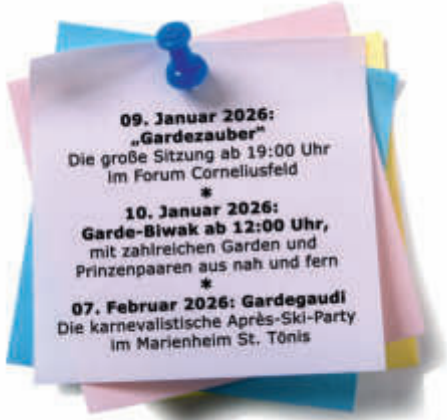 09. Januar 2026:
„Gardezauber"
Die große Sitzung ab 19:00 Uhr
im Forum Corneliusfeld
*
10. Januar 2026:
Garde-Biwak ab 12:00 Uhr,
mit zahlreichen Garden und
Prinzenpaaren aus nah und fern
*
07. Februar 2026: Gardegaudi
Die karnevalistische Après-Ski-Party
im Marienheim St. Tönis